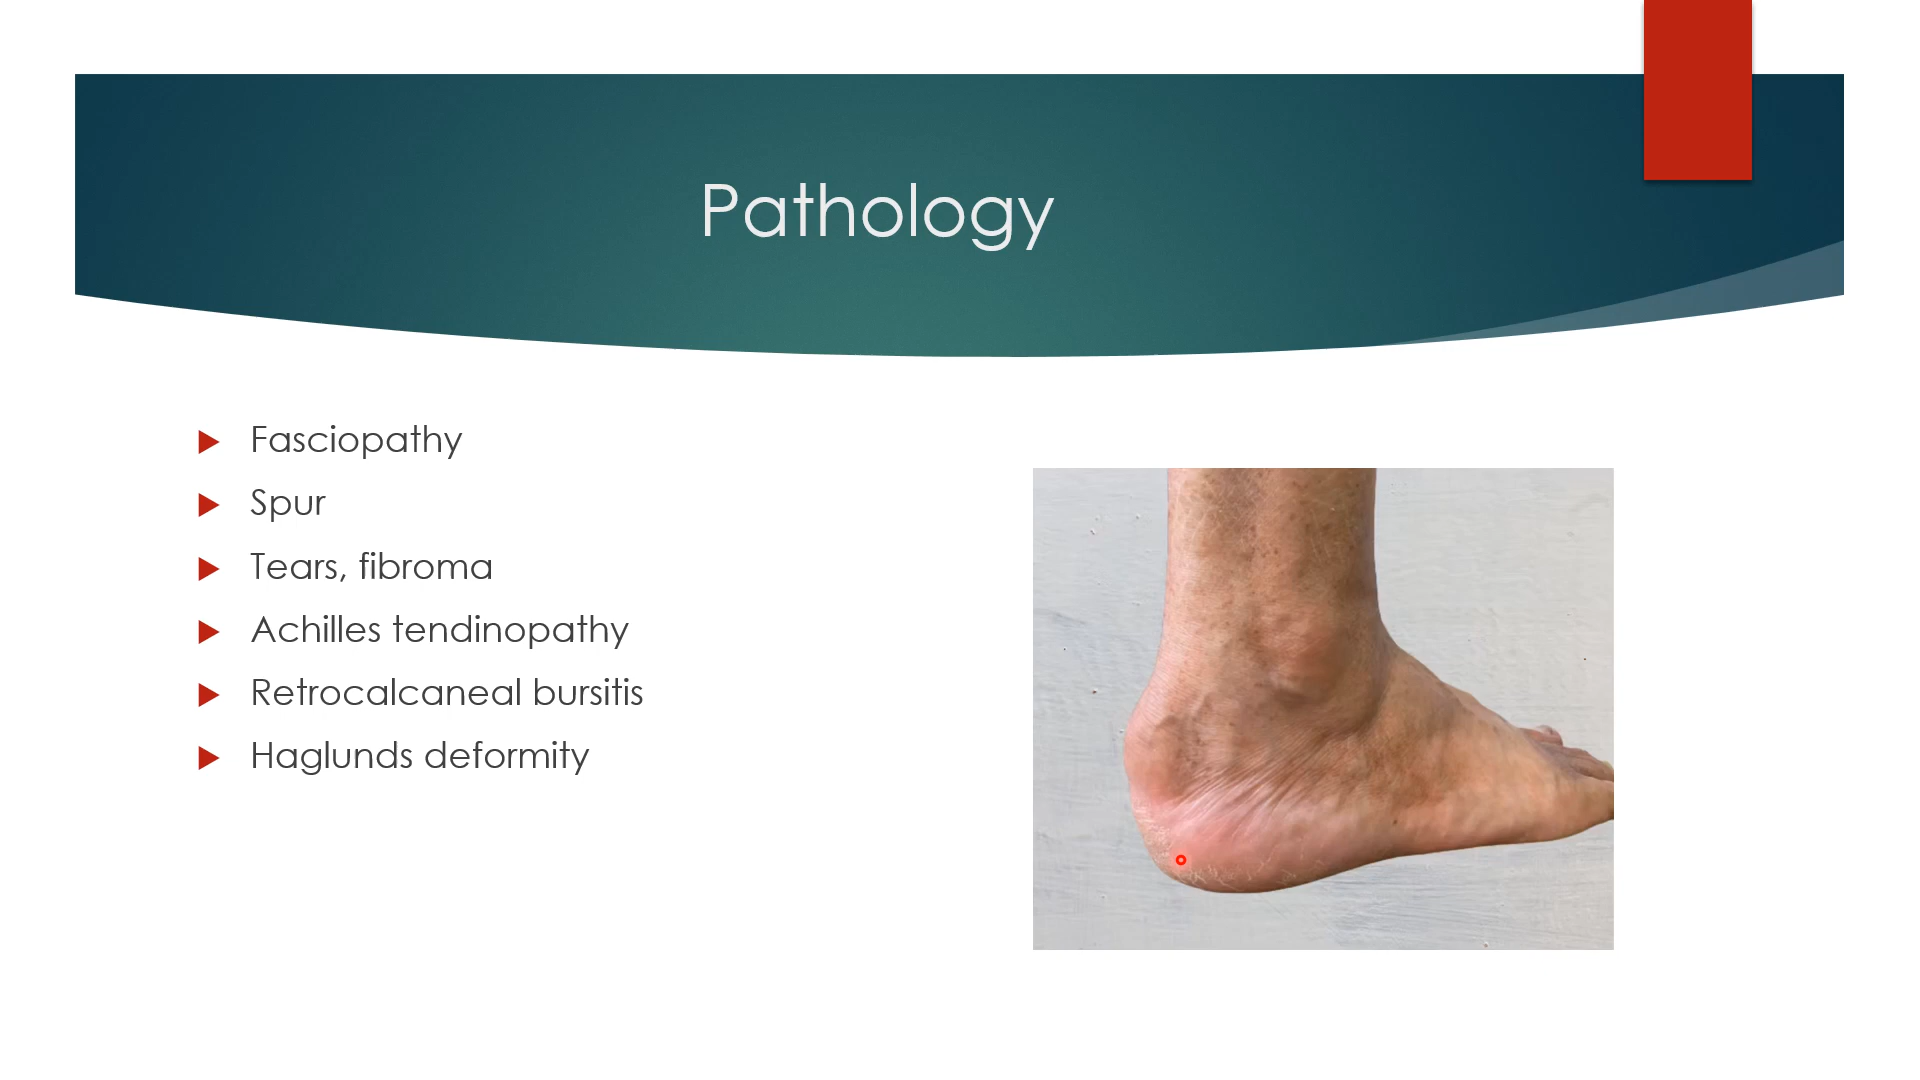 Pathology
Fasciopathy
Spur
Tears, fibroma
Achilles tendinopathy
Retrocalcaneal bursitis
Haglunds deformity